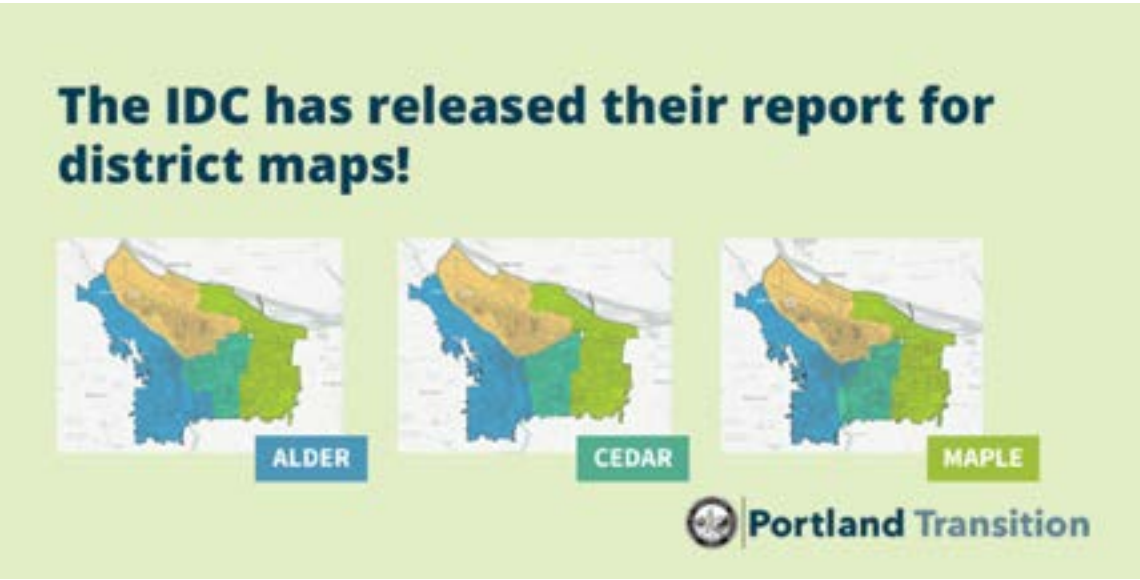 The IDC has released their report for
district maps!
ALDER
CEDAR
MAPLE
Portland Transition